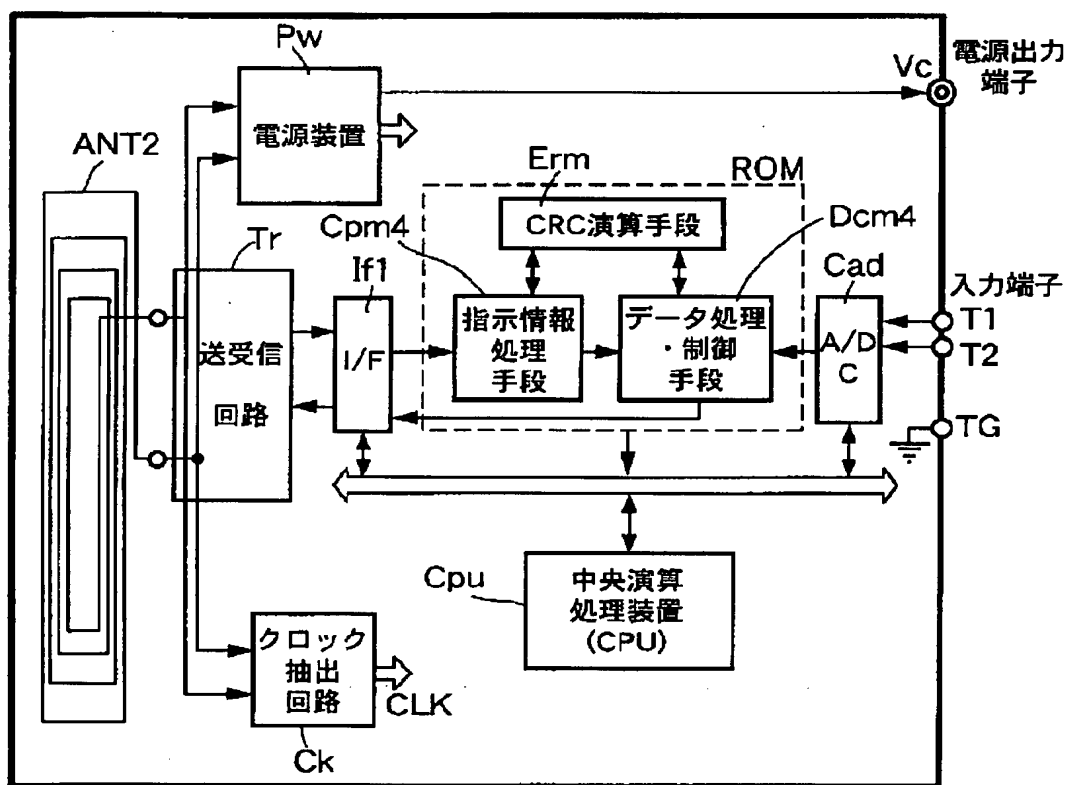 Pw
電源装置
Vc
電源出力
端子
ANT2
Tr
送受信
回路
If1
I/F
ROM
Erm
CRC演算手段
Cpm4
指示情報
処理
手段
Dcm4
データ処理
・制御
手段
Cad
A/D
C
入力端子
T1
T2
TG
Cpu
中央演算
処理装置
(CPU)
クロック
抽出
回路
CLK
Ck